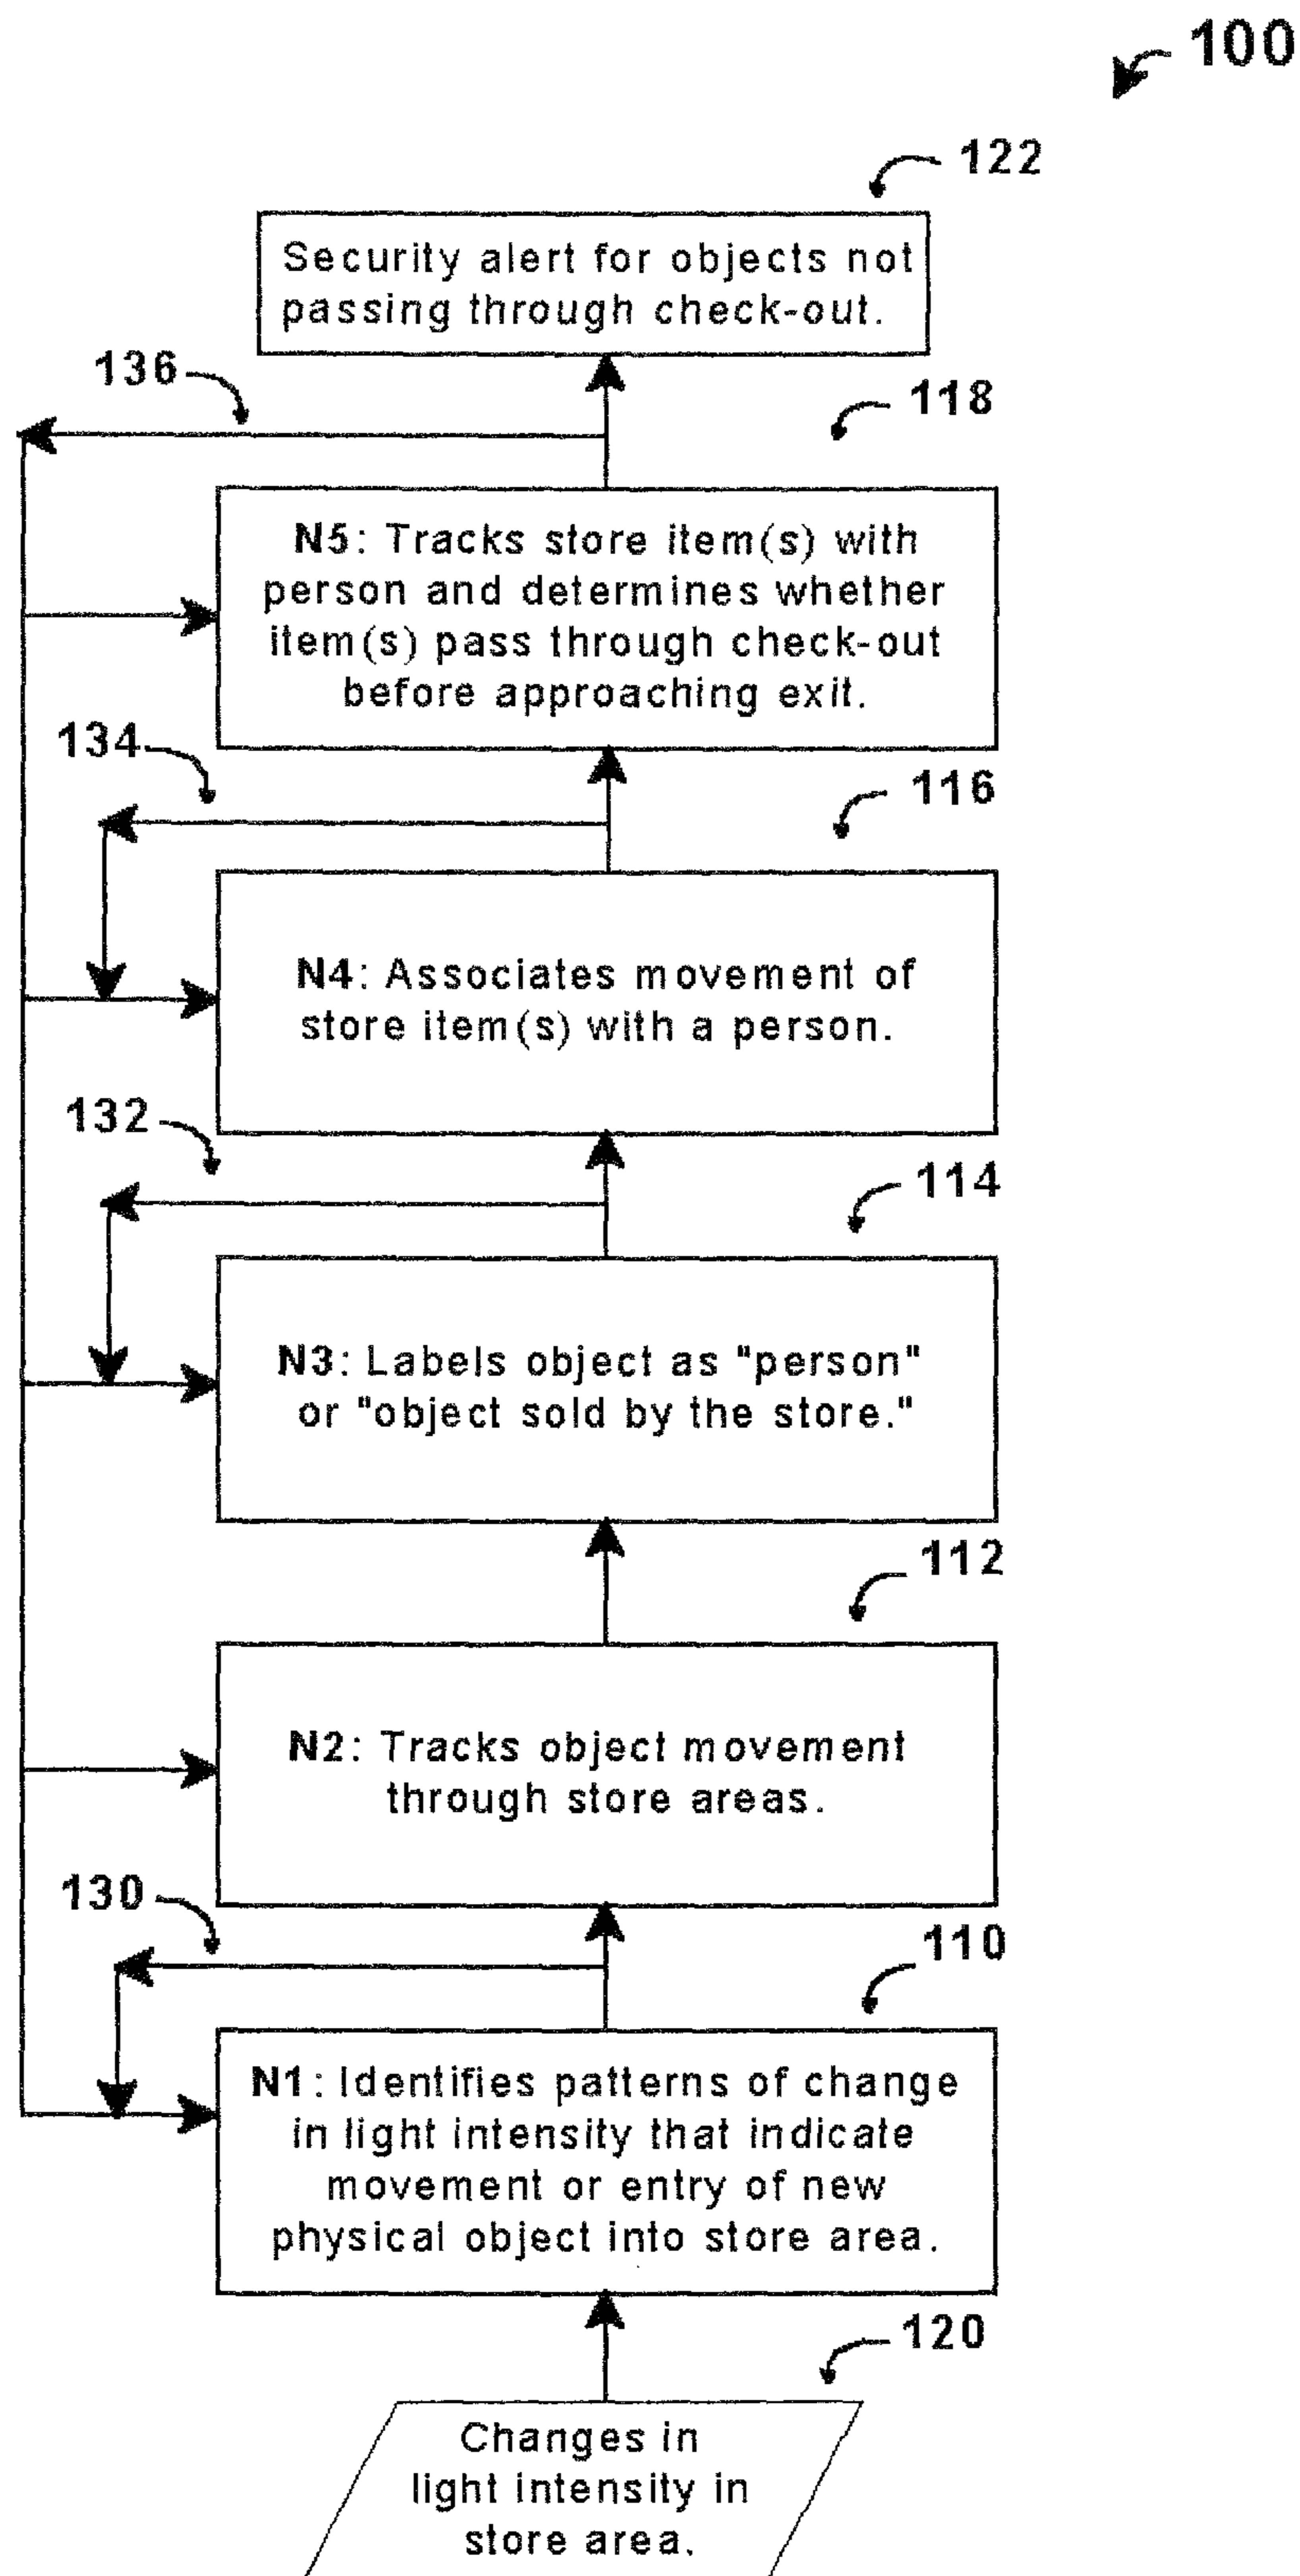 100
122
Security alert for objects not
passing through check-out.
136
118
N5: Tracks store item(s) with
person and determines whether
item(s) pass through check-out
before approaching exit.
134
116
N4: Associates movement of
store item(s) with a person.
132
114
N3: Labels object as "person"
or "object sold by the store."
112
N2: Tracks object movement
through store areas.
130
110
N1: Identifies patterns of change
in light intensity that indicate
movement or entry of new
physical object into store area.
120
Changes in
light intensity in
store area.